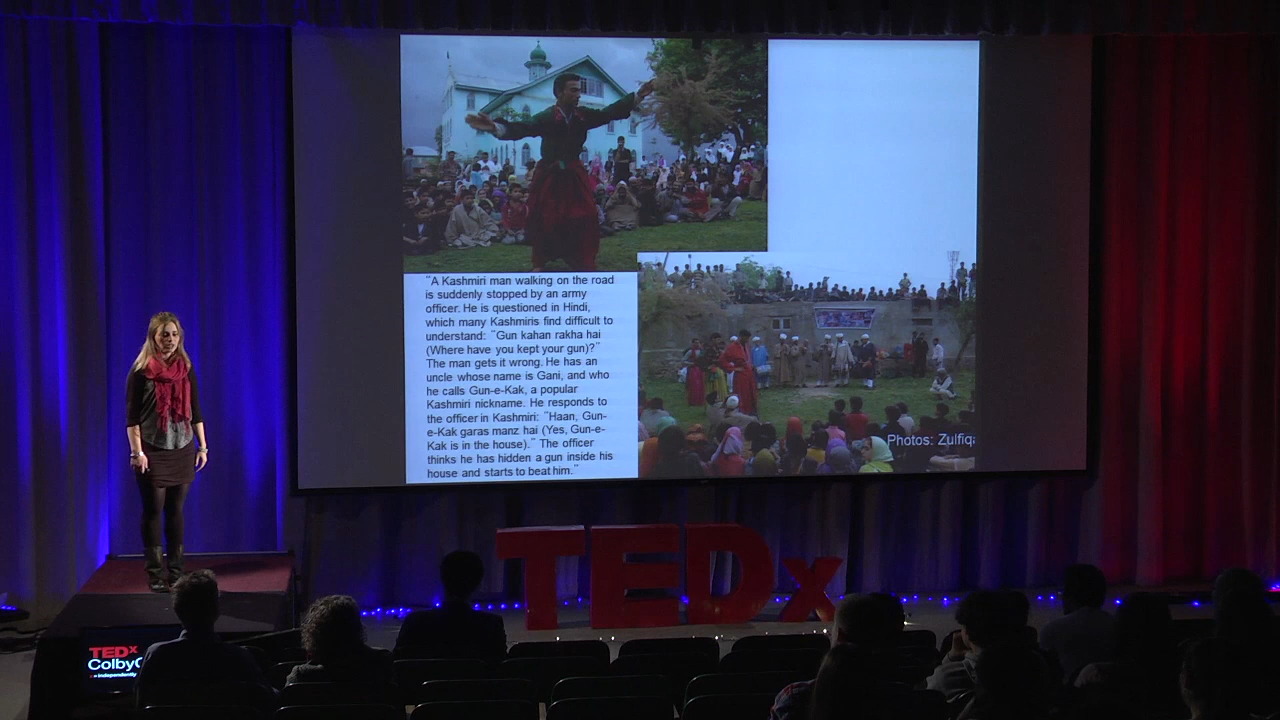 "A Kashmiri man walking on the road
is suddenly stopped by an army
officer. He is questioned in Hindi,
which many Kashmiris find difficult to
understand: "Gun kahan rakha hai
(Where have you kept your gun)?"
The man gets it wrong. He has an
uncle whose name is Gani, and who
he calls Gun-e-Kak, a popular
Kashmiri nickname. He responds to
the officer in Kashmiri: "Haan, Gun-
e-Kak garas manz hai (Yes, Gun-e-
Kak is in the house)." The officer
thinks he has hidden a gun inside his
house and starts to beat him."
Photos: Zulfiqa
TEDx
TEDx
ColbyC
= independently